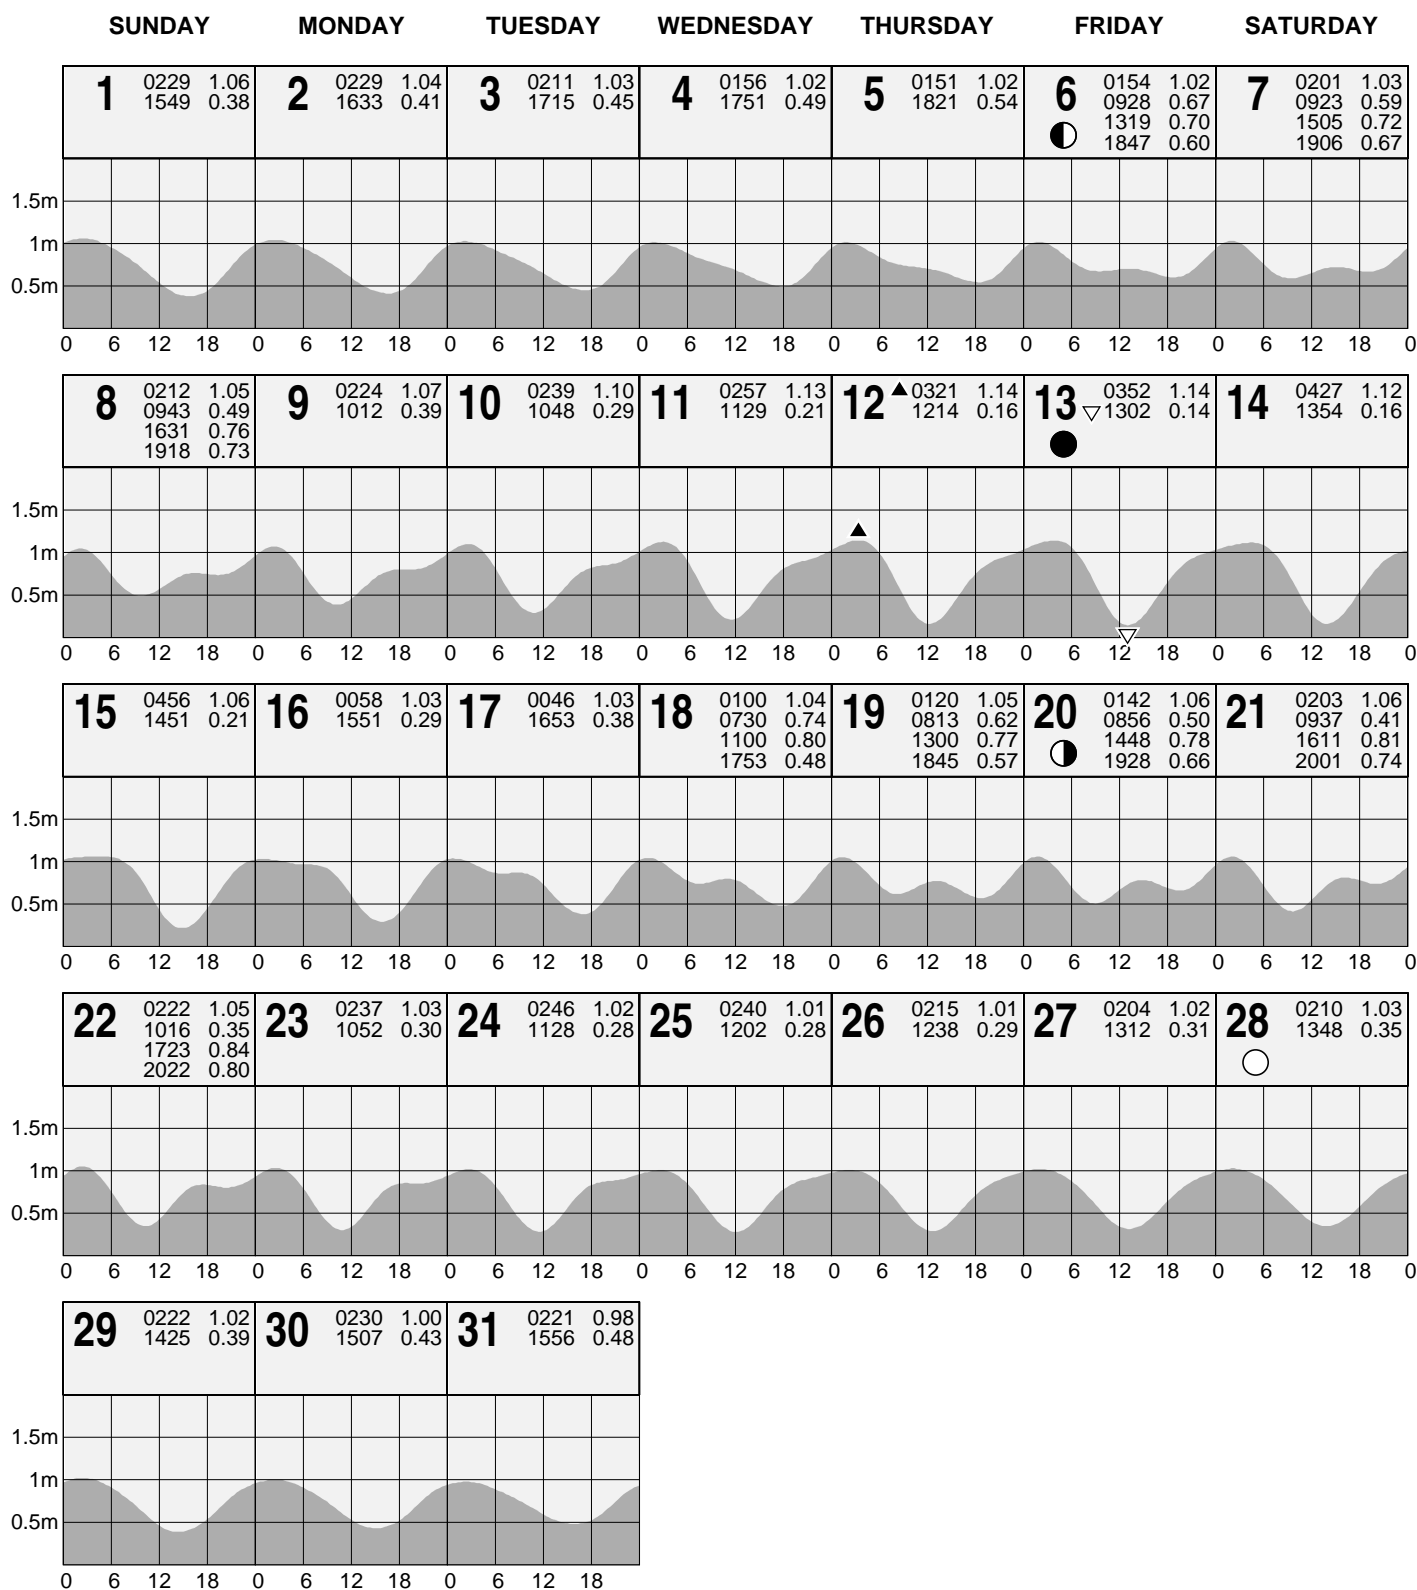 SUNDAY MONDAY TUESDAY WEDNESDAY THURSDAY FRIDAY SATURDAY
1 0229 1.06
1549 0.38
2 0229 1.04
1633 0.41
3 0211 1.03
1715 0.45
4 0156 1.02
1751 0.49
5 0151 1.02
1821 0.54
6 0154 1.02
0928 0.67
1319 0.70
1847 0.60
7 0201 1.03
0923 0.59
1505 0.72
1906 0.67
1.5m
1m
0.5m
0 6 12 18 0 6 12 18 0 6 12 18 0 6 12 18 0 6 12 18 0 6 12 18 0 6 12 18 0
8 0212 1.05
0943 0.49
1631 0.76
1918 0.73
9 0224 1.07
1012 0.39
10 0239 1.10
1048 0.29
11 0257 1.13
1129 0.21
12 0321 1.14
1214 0.16
13 0352 1.14
1302 0.14
14 0427 1.12
1354 0.16
1.5m
1m
0.5m
0 6 12 18 0 6 12 18 0 6 12 18 0 6 12 18 0 6 12 18 0 6 12 18 0 6 12 18 0
15 0456 1.06
1451 0.21
16 0058 1.03
1551 0.29
17 0046 1.03
1653 0.38
18 0100 1.04
0730 0.74
1100 0.80
1753 0.48
19 0120 1.05
0813 0.62
1300 0.77
1845 0.57
20 0142 1.06
0856 0.50
1448 0.78
1928 0.66
21 0203 1.06
0937 0.41
1611 0.81
2001 0.74
1.5m
1m
0.5m
0 6 12 18 0 6 12 18 0 6 12 18 0 6 12 18 0 6 12 18 0 6 12 18 0 6 12 18 0
22 0222 1.05
1016 0.35
1723 0.84
2022 0.80
23 0237 1.03
1052 0.30
24 0246 1.02
1128 0.28
25 0240 1.01
1202 0.28
26 0215 1.01
1238 0.29
27 0204 1.02
1312 0.31
28 0210 1.03
1348 0.35
1.5m
1m
0.5m
0 6 12 18 0 6 12 18 0 6 12 18 0 6 12 18 0 6 12 18 0 6 12 18 0 6 12 18 0
29 0222 1.02
1425 0.39
30 0230 1.00
1507 0.43
31 0221 0.98
1556 0.48
1.5m
1m
0.5m
0 6 12 18 0 6 12 18 0 6 12 18